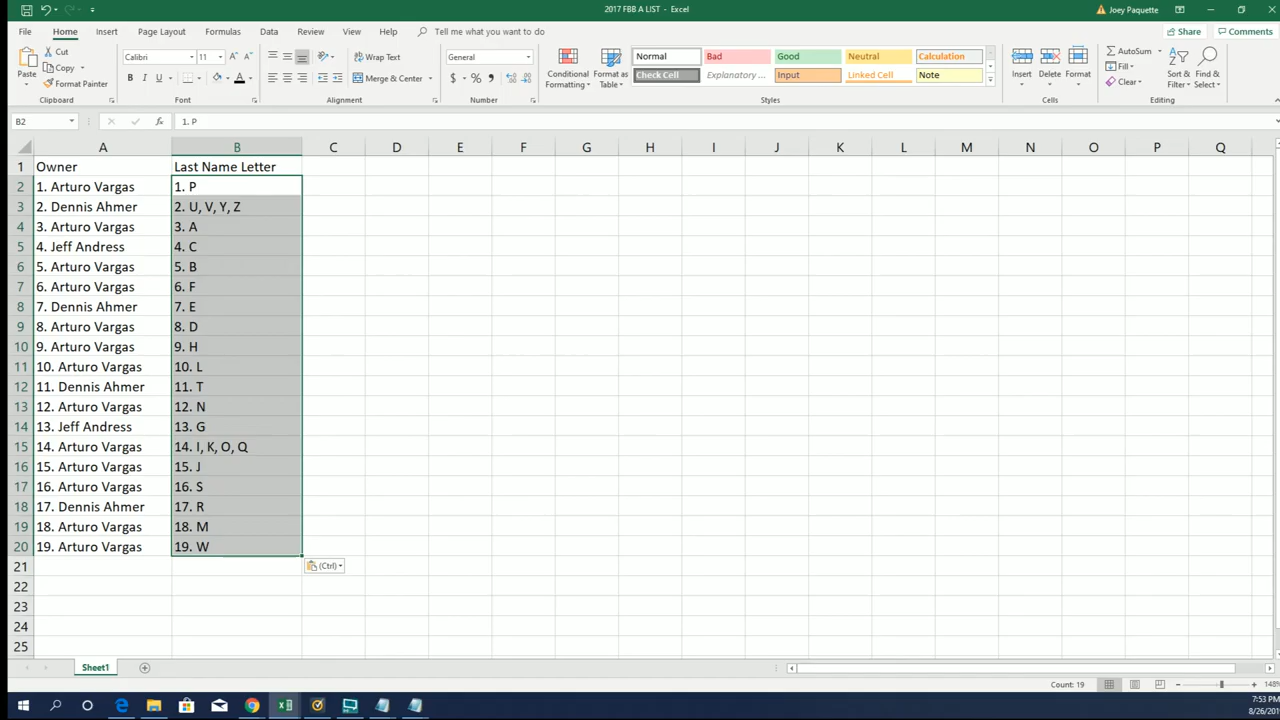 2017 FBB A LIST - Excel
Joey Paquette
File Home Insert Page Layout Formulas Data Review View Help Tell me what you want to do
Share Comments
Paste
Cut
Copy
Format Painter
Clipboard
Calibri 11
B I U
Font
Wrap Text
Merge & Center
Alignment
General
$ % ,
Number
Conditional Formatting
Format as Table
Normal Bad Good Neutral Calculation
Check Cell Explanatory ... Input Linked Cell Note
Styles
Insert Delete Format
Cells
AutoSum
Fill
Clear
Sort & Filter
Find & Select
Editing
B2 fx 1. P
A B C D E F G H I J K L M N O P Q
1 Owner Last Name Letter
2 1. Arturo Vargas 1. P
3 2. Dennis Ahmer 2. U, V, Y, Z
4 3. Arturo Vargas 3. A
5 4. Jeff Andress 4. C
6 5. Arturo Vargas 5. B
7 6. Arturo Vargas 6. F
8 7. Dennis Ahmer 7. E
9 8. Arturo Vargas 8. D
10 9. Arturo Vargas 9. H
11 10. Arturo Vargas 10. L
12 11. Dennis Ahmer 11. T
13 12. Arturo Vargas 12. N
14 13. Jeff Andress 13. G
15 14. Arturo Vargas 14. I, K, O, Q
16 15. Arturo Vargas 15. J
17 16. Arturo Vargas 16. S
18 17. Dennis Ahmer 17. R
19 18. Arturo Vargas 18. M
20 19. Arturo Vargas 19. W
21 (Ctrl)
22
23
24
25
Sheet1
Count: 19
148%
7:53 PM